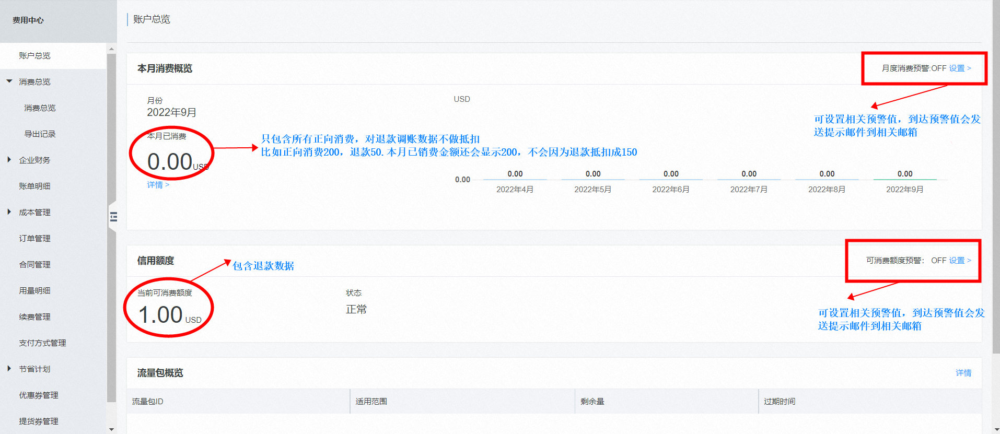 费用中心
账户总览
消费总览
消费总览
导出记录
企业财务
账单明细
成本管理
订单管理
合同管理
用量明细
续费管理
支付方式管理
节省计划
优惠券管理
提货券管理
账户总览
本月消费概览
月度消费预警:OFF 设置 >
可设置相关预警值，到达预警值会发
送提示邮件到相关邮箱
月份
2022年9月
本月已消费
0.00 USD
详情 >
只包含所有正向消费，对退款调账数据不做抵扣
比如正向消费200，退款50.本月已销费金额还会显示200，不会因为退款抵扣成150
USD
0.00 0.00 0.00 0.00 0.00 0.00
0.00
2022年4月 2022年5月 2022年6月 2022年7月 2022年8月 2022年9月
信用额度
包含退款数据
可消费额度预警： OFF 设置 >
可设置相关预警值，到达预警值会发
送提示邮件到相关邮箱
当前可消费额度
1.00 USD
状态
正常
流量包概览
详情
流量包ID 适用范围 剩余量 过期时间